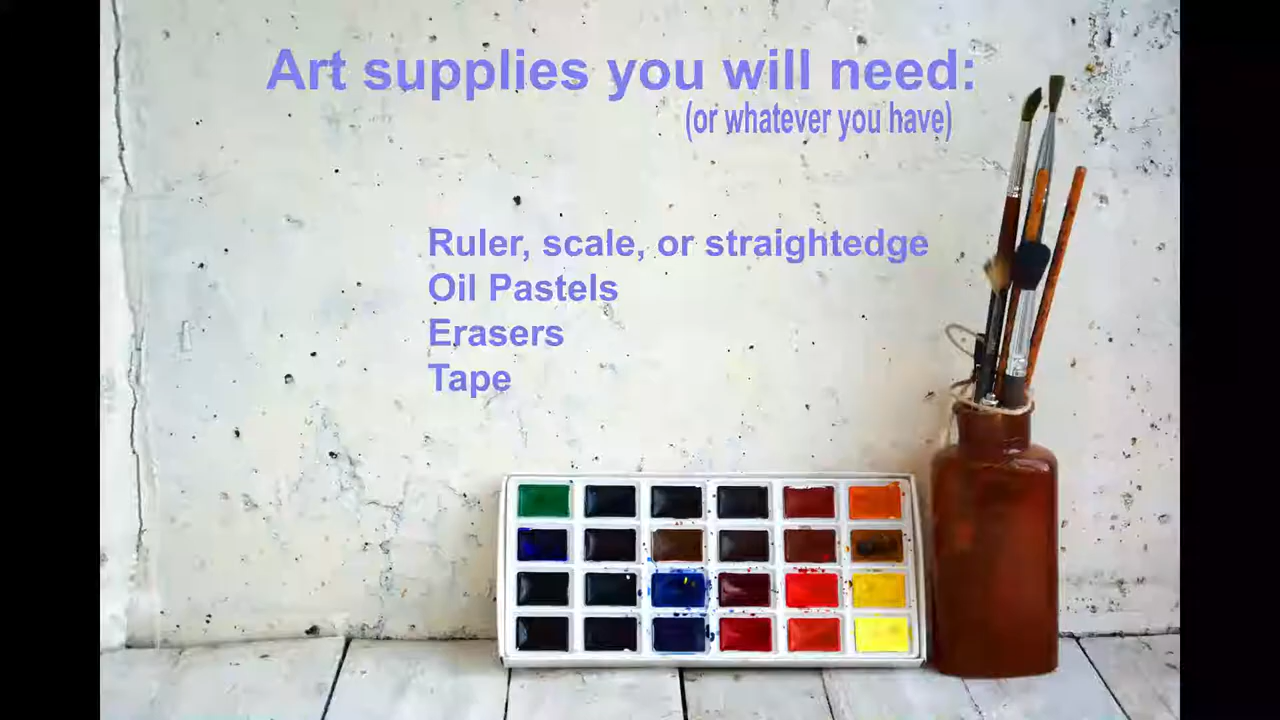 Art supplies you will need:
(or whatever you have)
Ruler, scale, or straightedge
Oil Pastels
Erasers
Tape